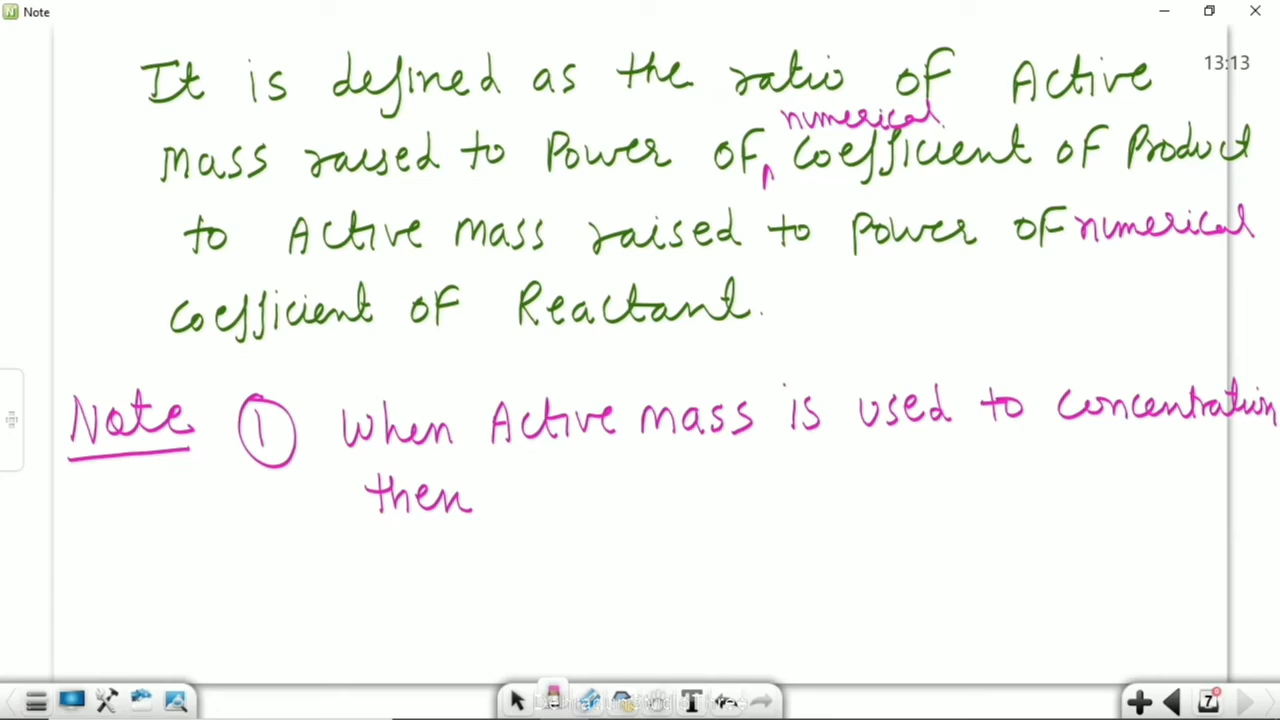 Note
13:13
It is defined as the ratio of Active
numerical
Mass raised to Power of coefficient of Product
to Active mass raised to power of numerical
coefficient of Reactant.
Note ① When Active mass is used to concentration
then
7